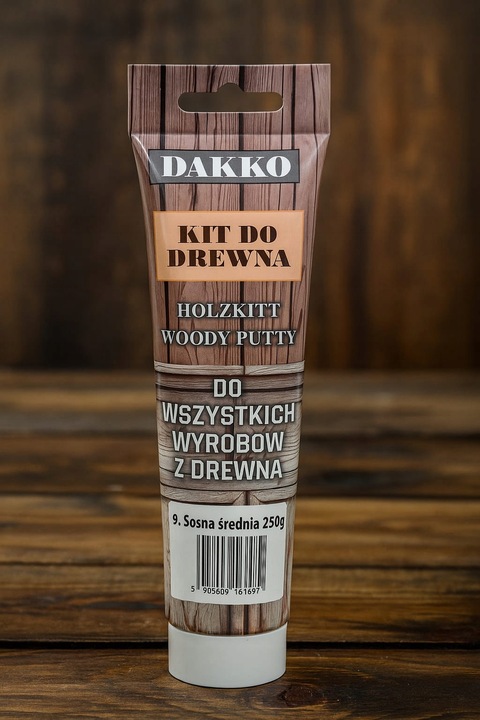 DAKKO
KIT DO
DREWNA
HOLZKITT
WOODY PUTTY
DO
WSZYSTKICH
WYROBOW
Z DREWNA
9. Sosna średnia 250g
5 905609 161697